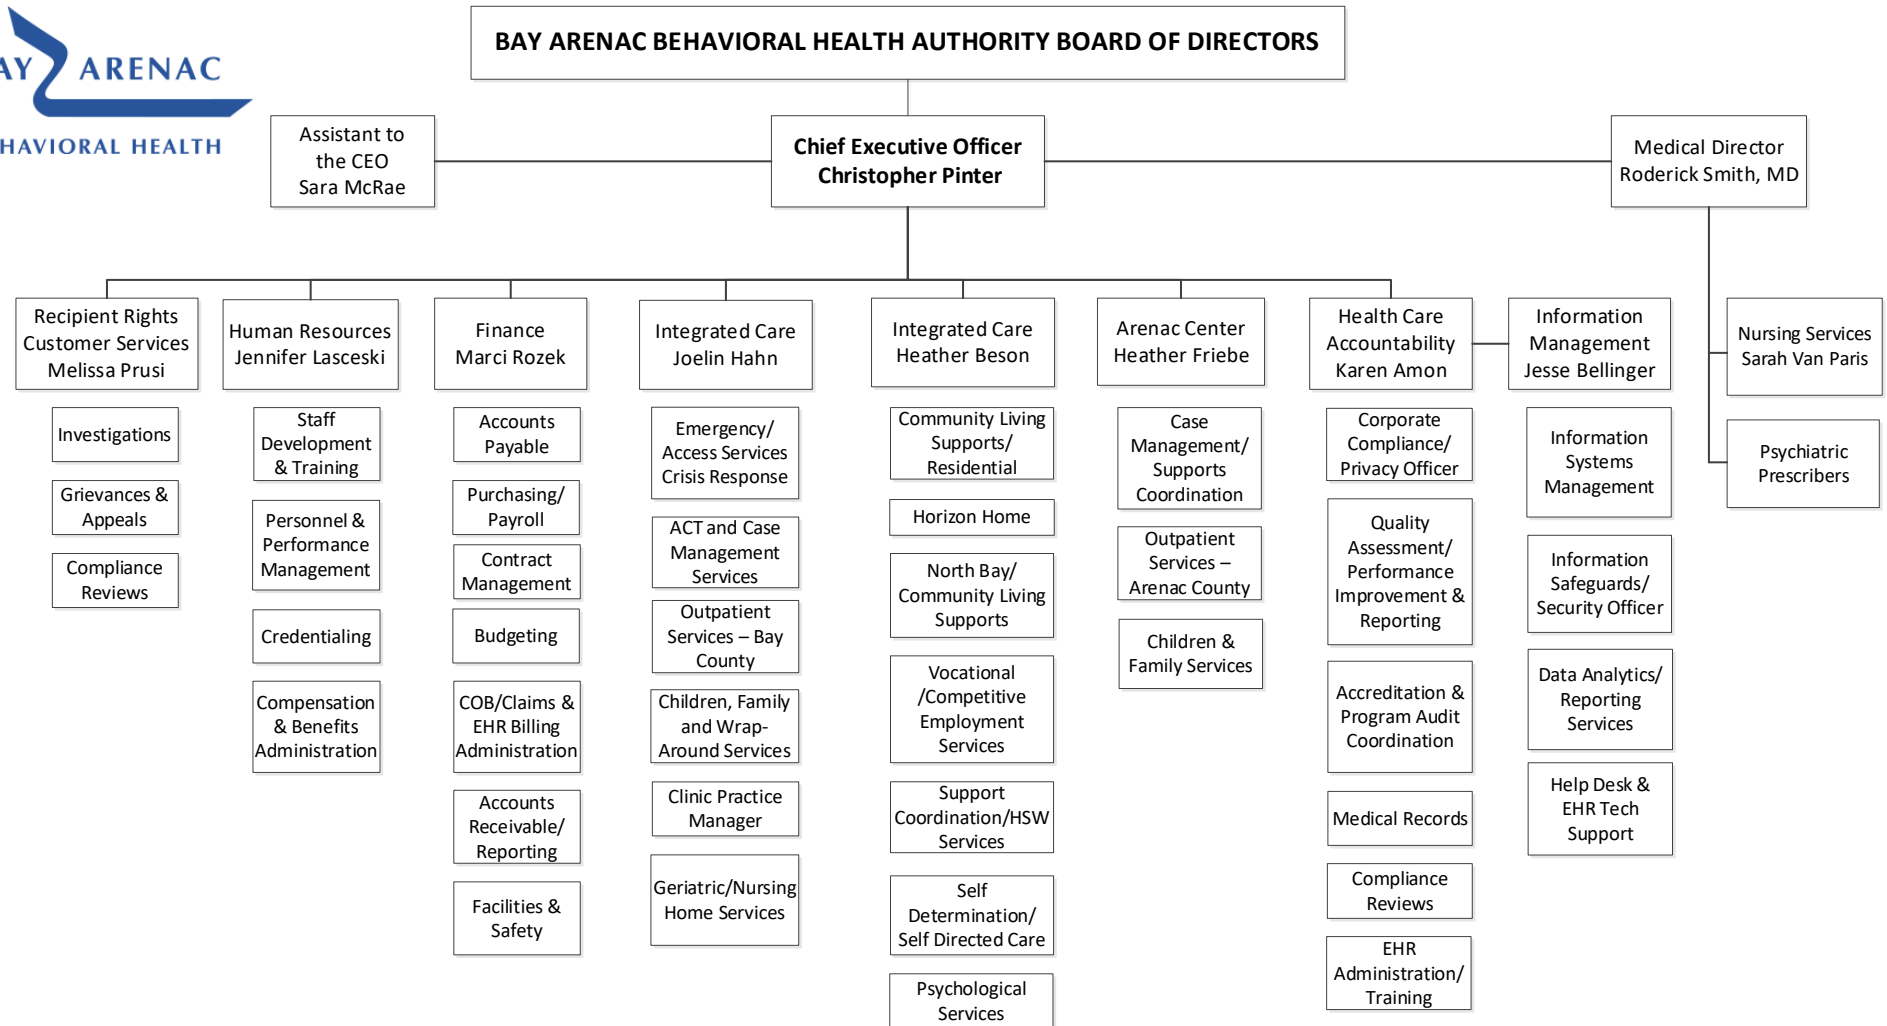 AY ARENAC
HAVIORAL HEALTH
BAY ARENAC BEHAVIORAL HEALTH AUTHORITY BOARD OF DIRECTORS
Assistant to
the CEO
Sara McRae
Chief Executive Officer
Christopher Pinter
Medical Director
Roderick Smith, MD
Recipient Rights
Customer Services
Melissa Prusi
Human Resources
Jennifer Lasceski
Finance
Marci Rozek
Integrated Care
Joelin Hahn
Integrated Care
Heather Beson
Arenac Center
Heather Friebe
Health Care
Accountability
Karen Amon
Information
Management
Jesse Bellinger
Nursing Services
Sarah Van Paris
Psychiatric
Prescribers
Investigations
Grievances &
Appeals
Compliance
Reviews
Staff
Development
& Training
Personnel &
Performance
Management
Credentialing
Compensation
& Benefits
Administration
Accounts
Payable
Purchasing/
Payroll
Contract
Management
Budgeting
COB/Claims &
EHR Billing
Administration
Accounts
Receivable/
Reporting
Facilities &
Safety
Emergency/
Access Services
Crisis Response
ACT and Case
Management
Services
Outpatient
Services – Bay
County
Children, Family
and Wrap-
Around Services
Clinic Practice
Manager
Geriatric/Nursing
Home Services
Community Living
Supports/
Residential
Horizon Home
North Bay/
Community Living
Supports
Vocational
/Competitive
Employment
Services
Support
Coordination/HSW
Services
Self
Determination/
Self Directed Care
Psychological
Services
Case
Management/
Supports
Coordination
Outpatient
Services –
Arenac County
Children &
Family Services
Corporate
Compliance/
Privacy Officer
Quality
Assessment/
Performance
Improvement &
Reporting
Accreditation &
Program Audit
Coordination
Medical Records
Compliance
Reviews
EHR
Administration/
Training
Information
Systems
Management
Information
Safeguards/
Security Officer
Data Analytics/
Reporting
Services
Help Desk &
EHR Tech
Support